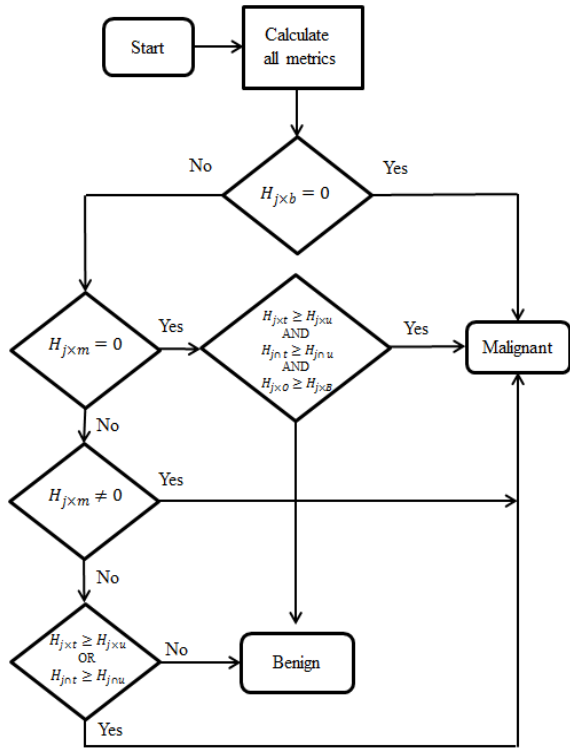 Start
Calculate
all metrics
No
Yes
H_{j×b} = 0
H_{j×m} = 0
Yes
H_{j×t} ≥ H_{j×u}
AND
H_{j∩t} ≥ H_{j∩u}
AND
H_{j×O} ≥ H_{j×B}
Yes
Malignant
No
H_{j×m} ≠ 0
Yes
No
H_{j×t} ≥ H_{j×u}
OR
H_{j∩t} ≥ H_{j∩u}
No
Benign
Yes